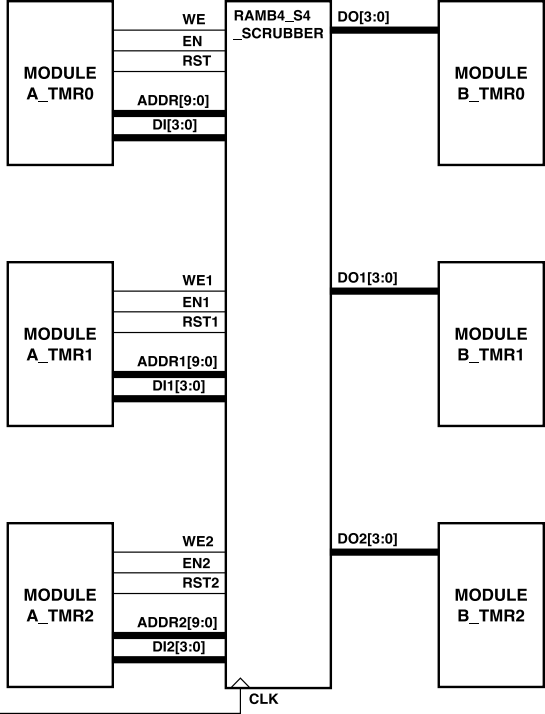 MODULE
A_TMR0
WE
EN
RST
ADDR[9:0]
DI[3:0]
RAMB4_S4
_SCRUBBER
DO[3:0]
MODULE
B_TMR0
MODULE
A_TMR1
WE1
EN1
RST1
ADDR1[9:0]
DI1[3:0]
DO1[3:0]
MODULE
B_TMR1
MODULE
A_TMR2
WE2
EN2
RST2
ADDR2[9:0]
DI2[3:0]
DO2[3:0]
MODULE
B_TMR2
CLK